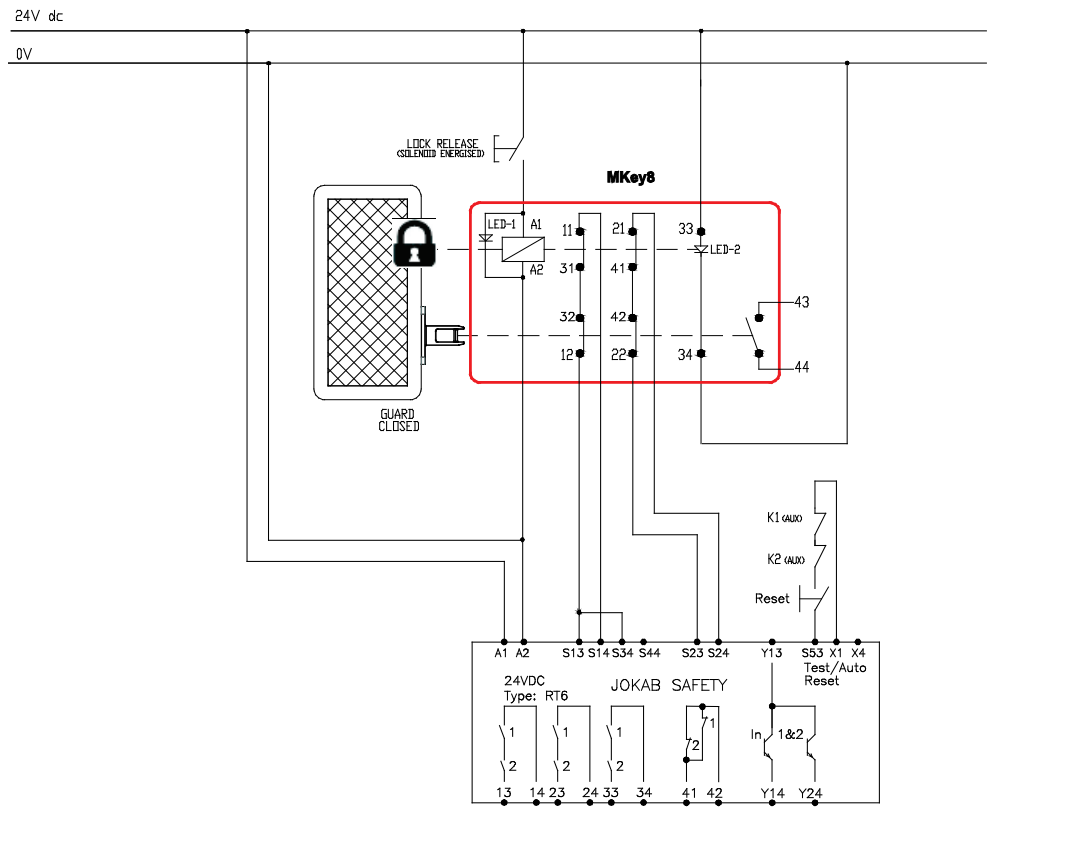 24V dc
0V
LOCK RELEASE
(SOLENOID ENERGISED)
MKey8
LED-1
A1
A2
11
21
33
31
41
LED-2
43
32
42
12
22
34
44
GUARD
CLOSED
K1 (AUX)
K2 (AUX)
Reset
A1 A2 S13 S14 S34 S44 S23 S24 Y13 S53 X1 X4
Test/Auto
Reset
24VDC
Type: RT6
JOKAB SAFETY
1 1 1 1
2 2 2 2
In 1&2
13 14 23 24 33 34 41 42 Y14 Y24